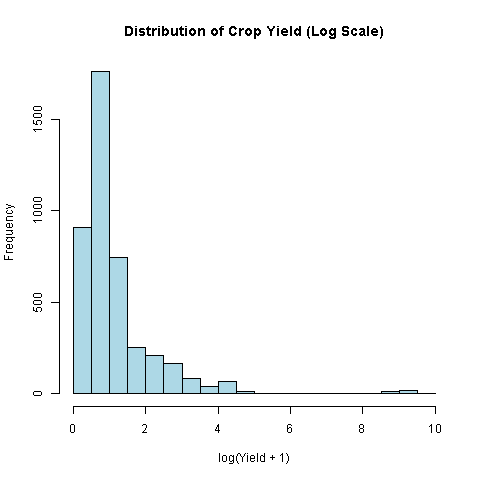 Distribution of Crop Yield (Log Scale)
Frequency
1500
1000
500
0
0 2 4 6 8 10
log(Yield + 1)